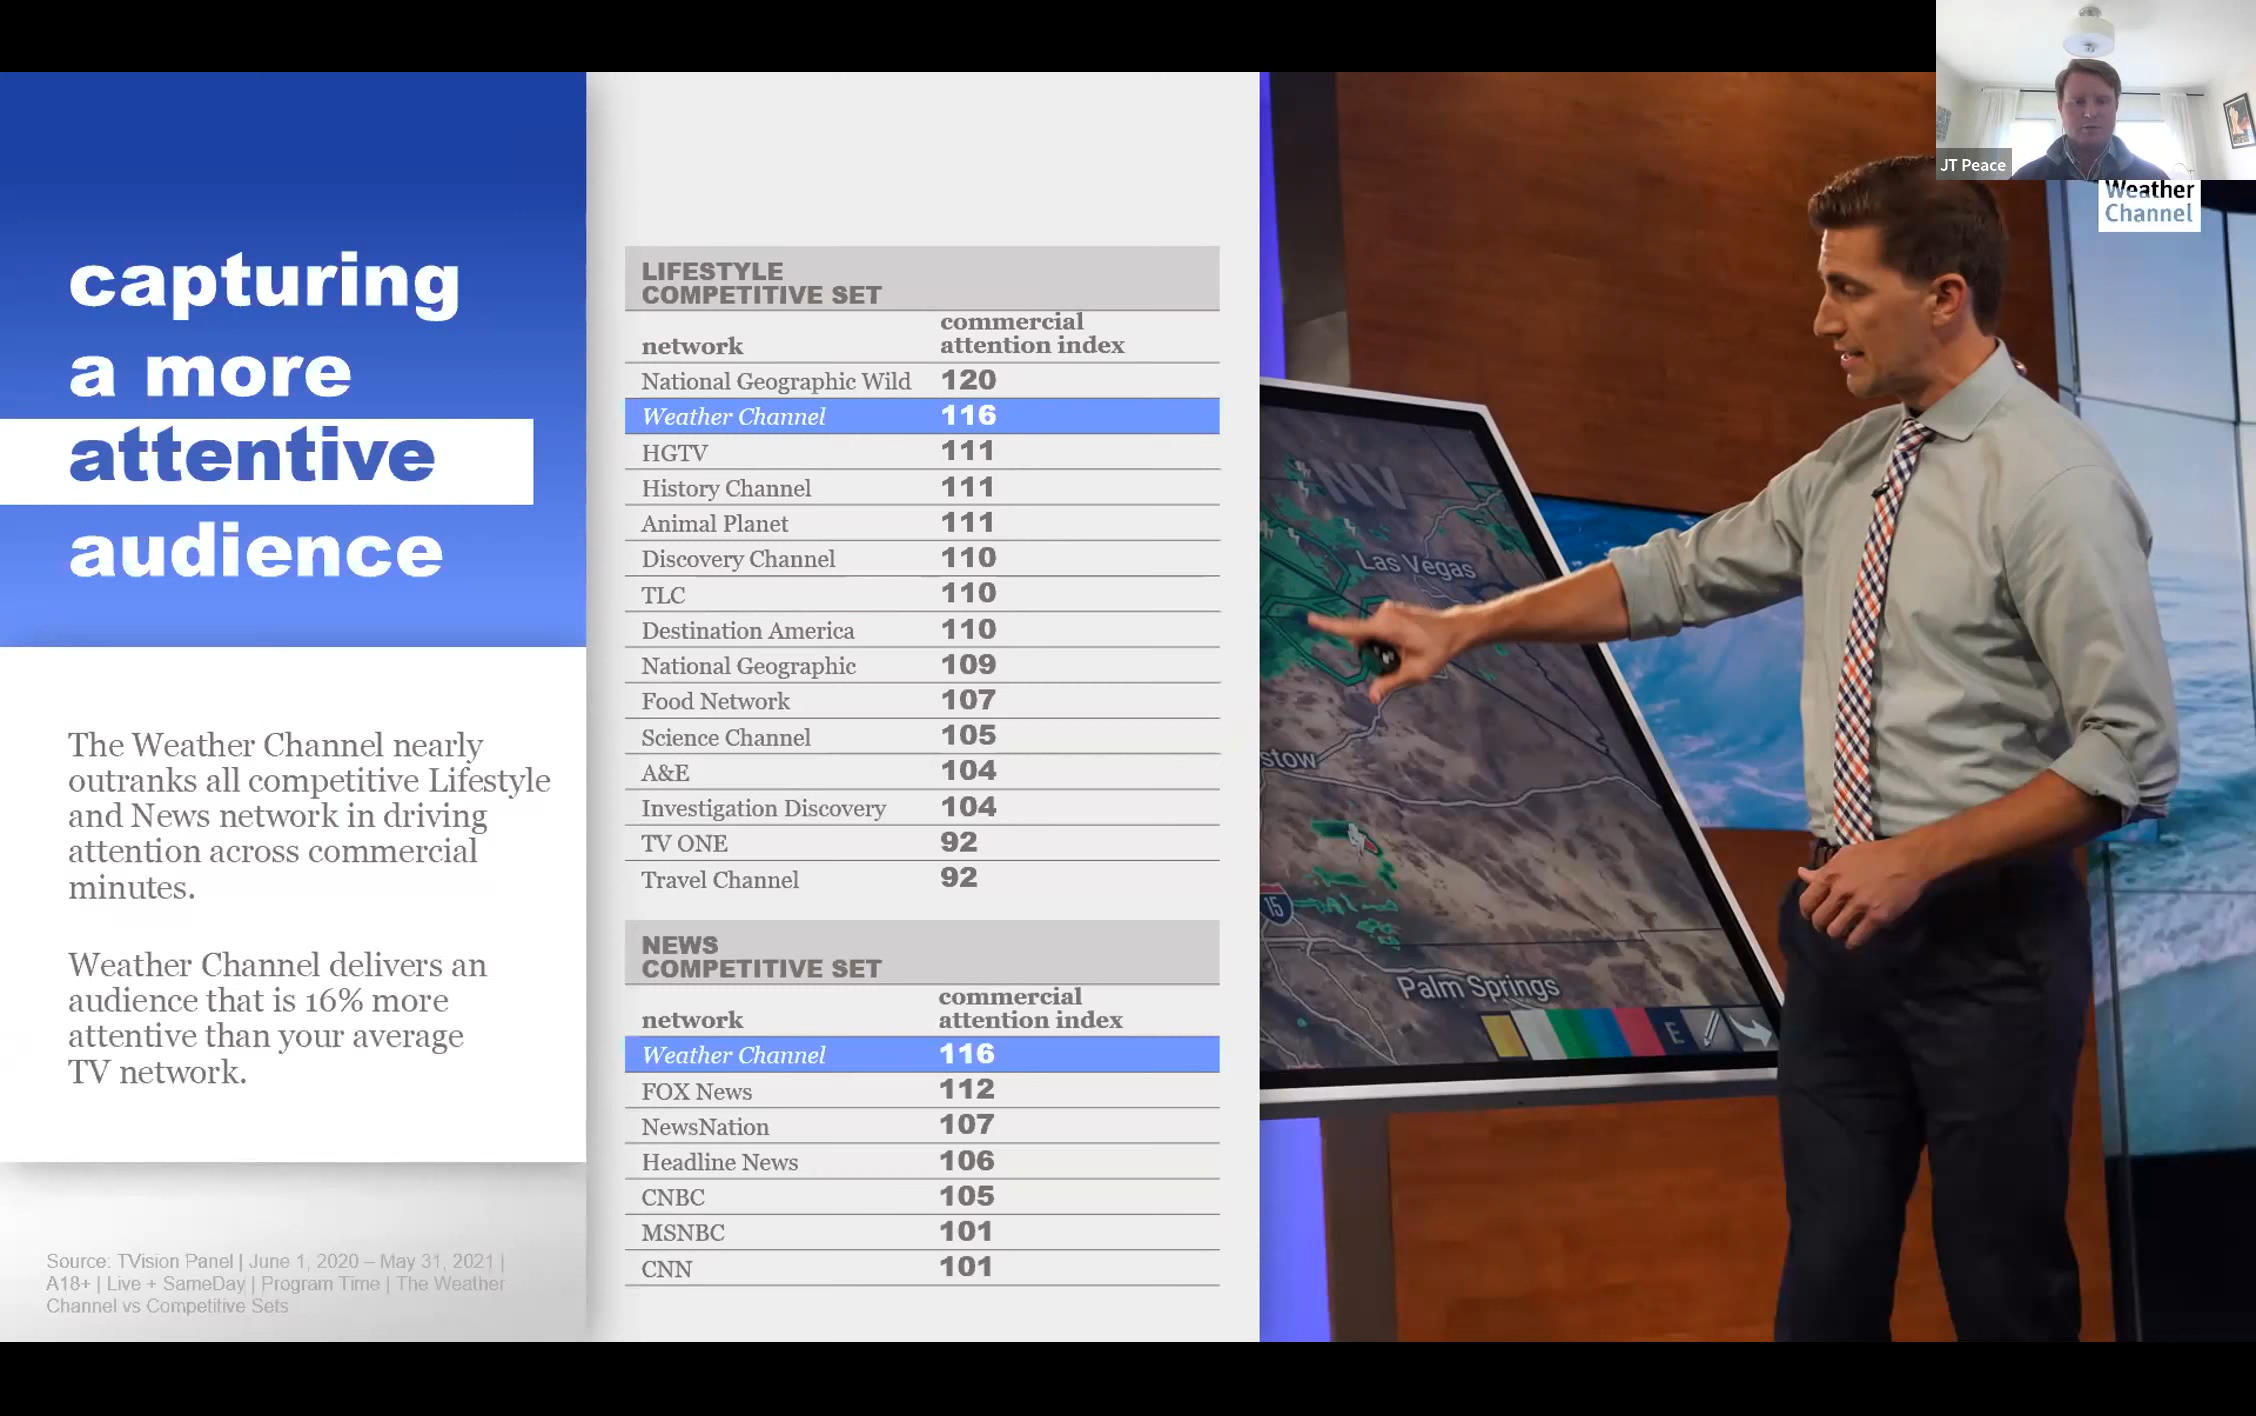 capturing
a more
attentive
audience
The Weather Channel nearly
outranks all competitive Lifestyle
and News network in driving
attention across commercial
minutes.
Weather Channel delivers an
audience that is 16% more
attentive than your average
TV network.
Source: TVision Panel | June 1, 2020 – May 31, 2021 |
A18+ | Live + SameDay | Program Time | The Weather
Channel vs Competitive Sets
LIFESTYLE
COMPETITIVE SET
commercial
network attention index
National Geographic Wild 120
Weather Channel 116
HGTV 111
History Channel 111
Animal Planet 111
Discovery Channel 110
TLC 110
Destination America 110
National Geographic 109
Food Network 107
Science Channel 105
A&E 104
Investigation Discovery 104
TV ONE 92
Travel Channel 92
NEWS
COMPETITIVE SET
commercial
network attention index
Weather Channel 116
FOX News 112
NewsNation 107
Headline News 106
CNBC 105
MSNBC 101
CNN 101
JT Peace
Weather
Channel
NV
Las Vegas
stow
15
Palm Springs
E